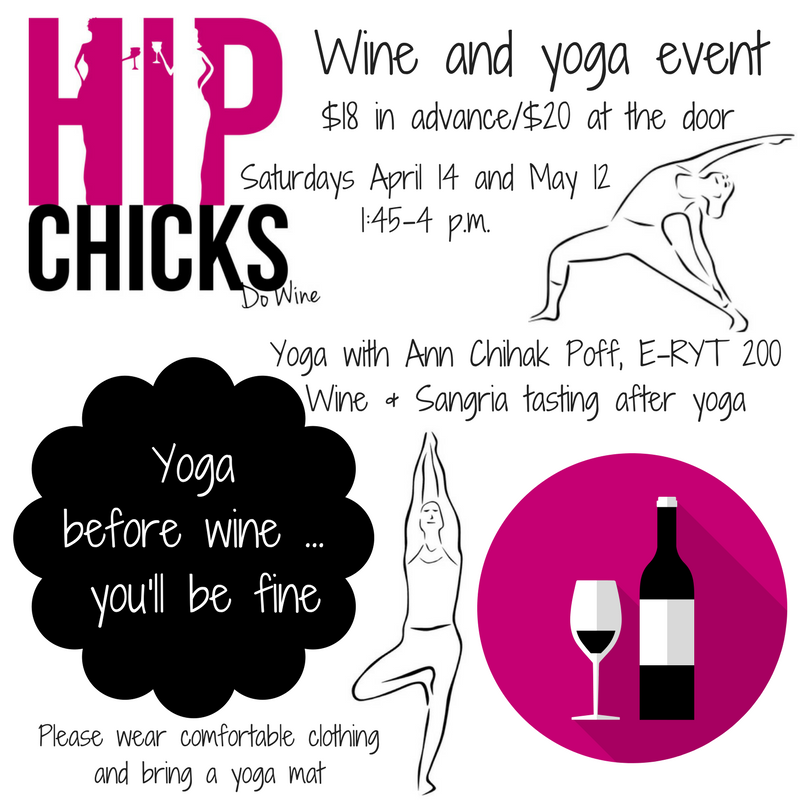 HIP
CHICKS
Do Wine
Wine and yoga event
$18 in advance/$20 at the door
Saturdays April 14 and May 12
1:45-4 p.m.
Yoga with Ann Chihak Poff, E-RYT 200
Wine & Sangria tasting after yoga
Yoga
before wine ...
you'll be fine
Please wear comfortable clothing
and bring a yoga mat